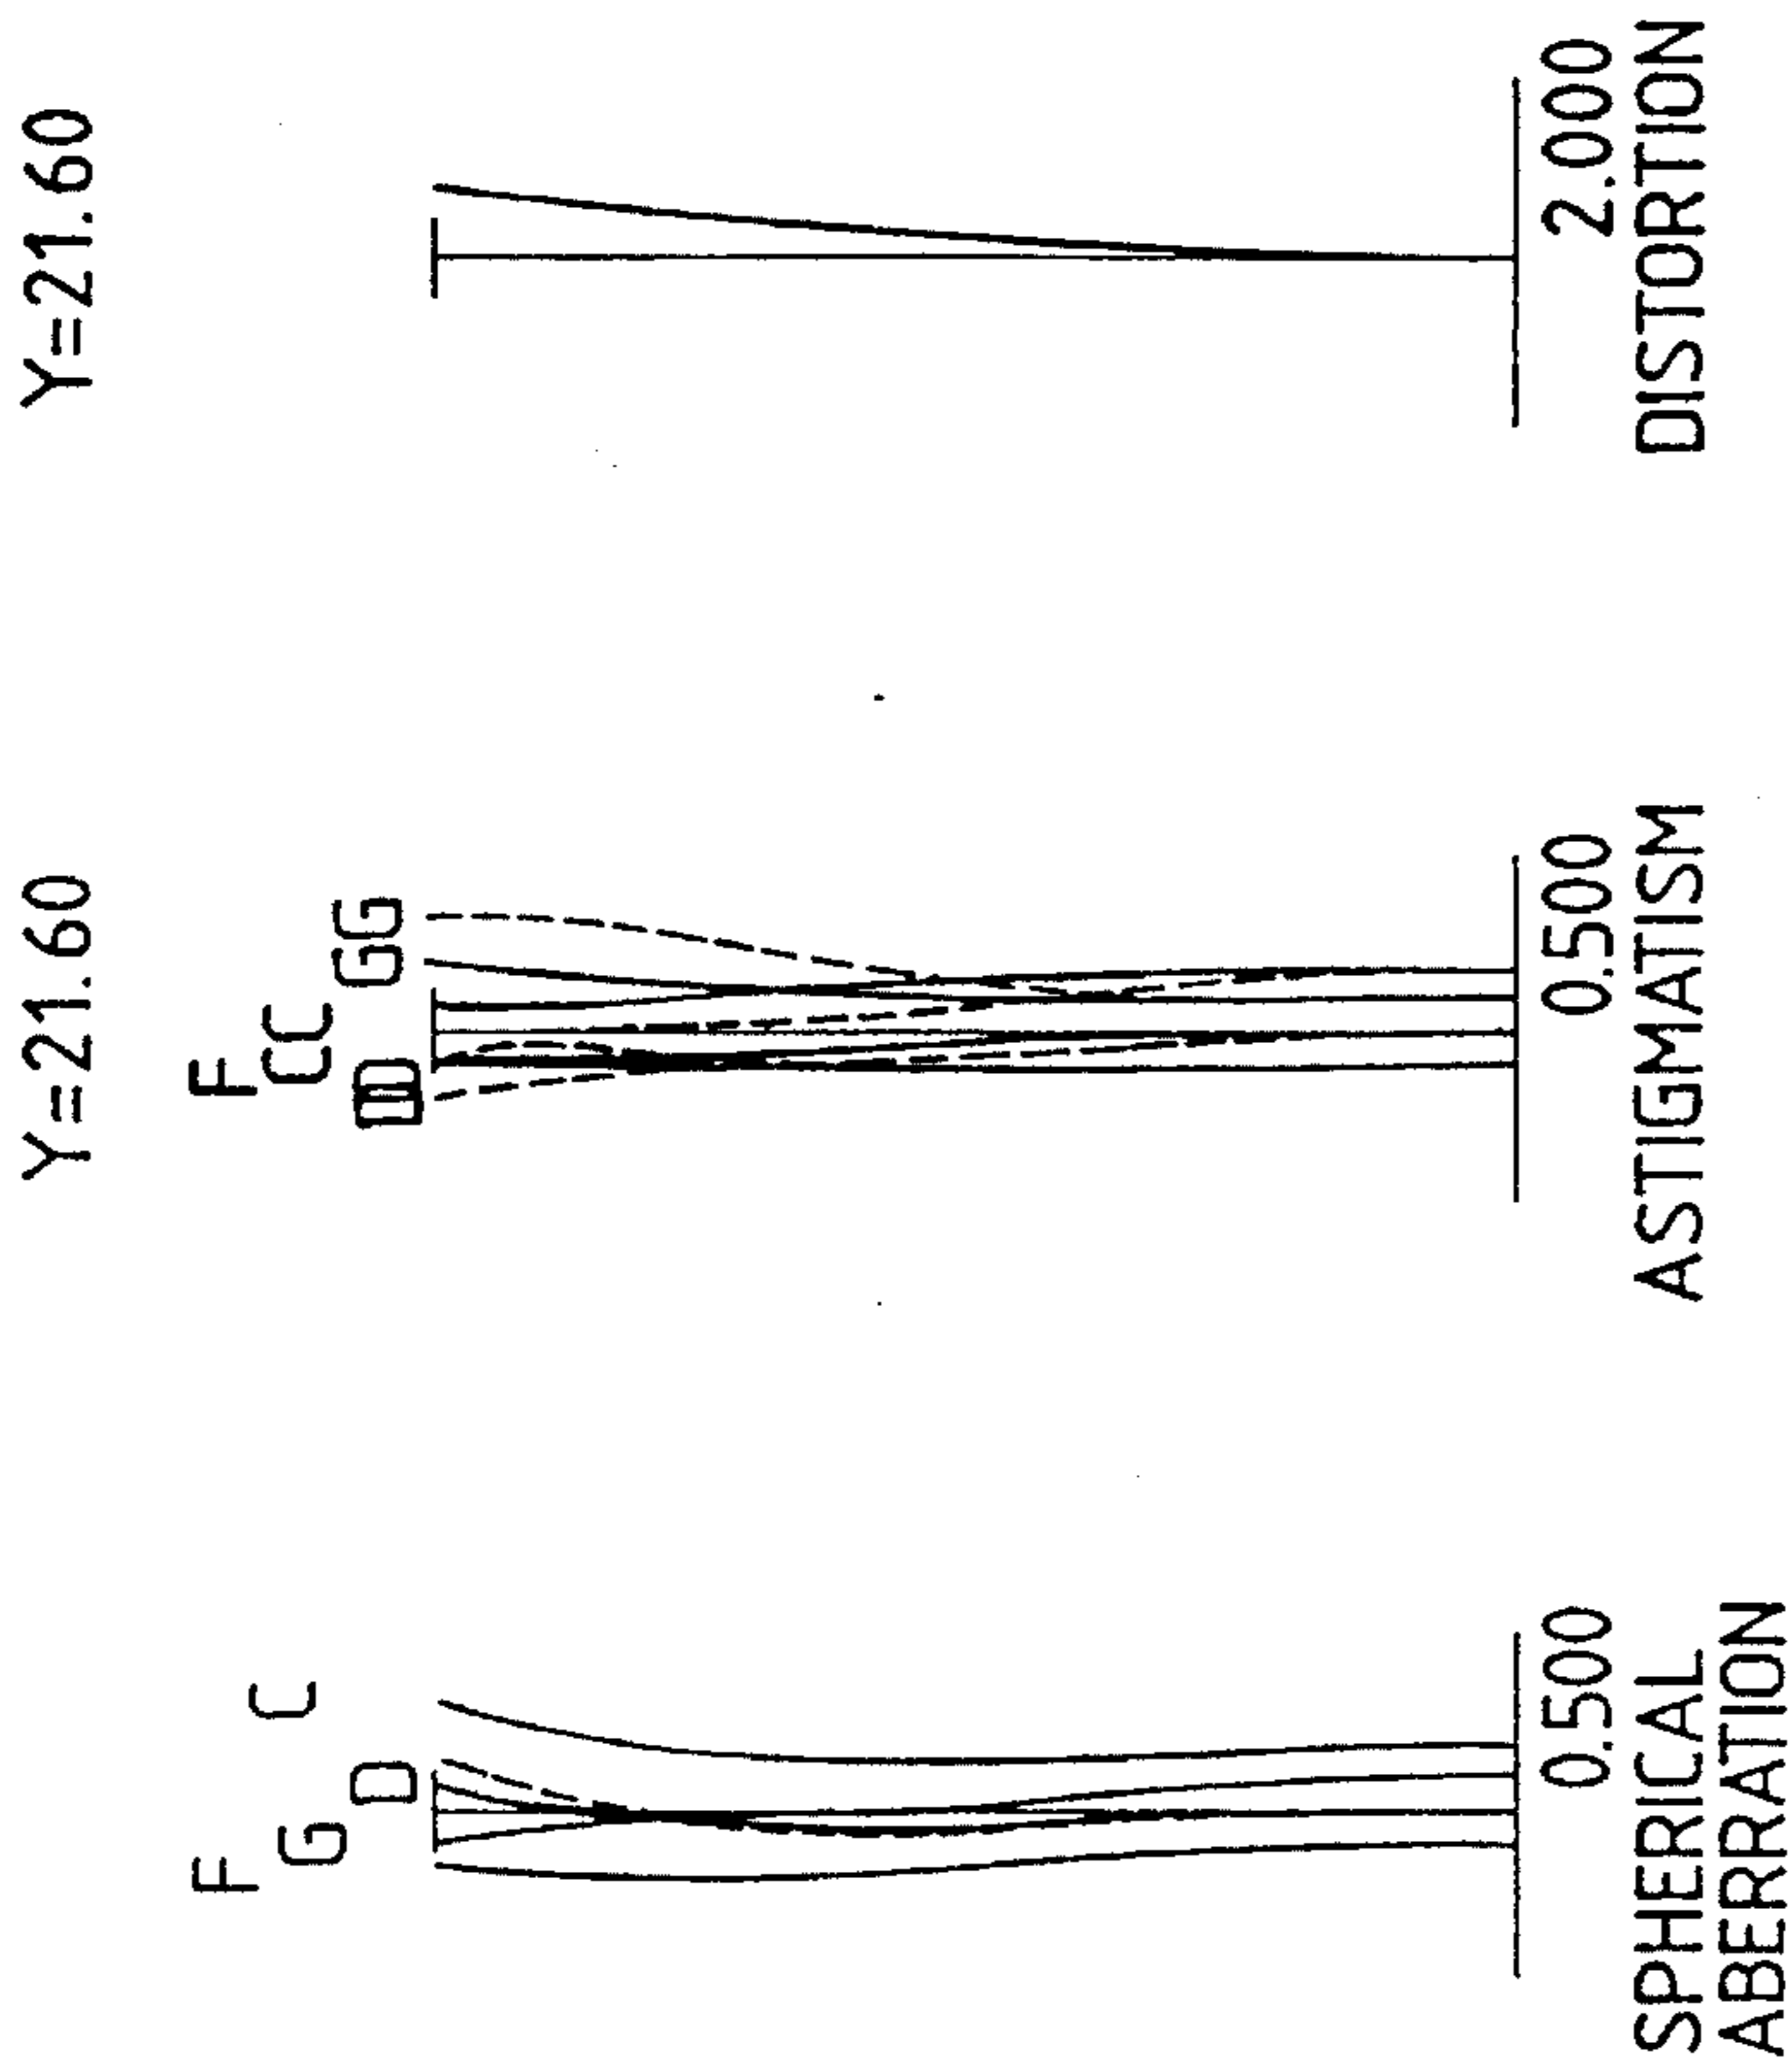 F
C
G
D
0.500
SPHERICAL
ABERRATION
Y=21.60
F
CC
GG
DD
0.500
ASTIGMATISM
Y=21.60
2.000
DISTORTION